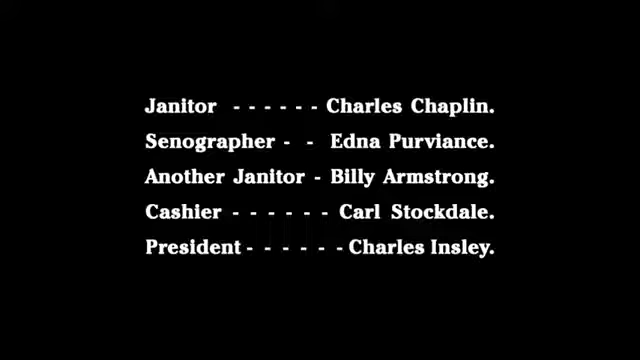 Janitor - - - - - - Charles Chaplin.
Senographer - - Edna Purviance.
Another Janitor - Billy Armstrong.
Cashier - - - - - - Carl Stockdale.
President - - - - - - Charles Insley.